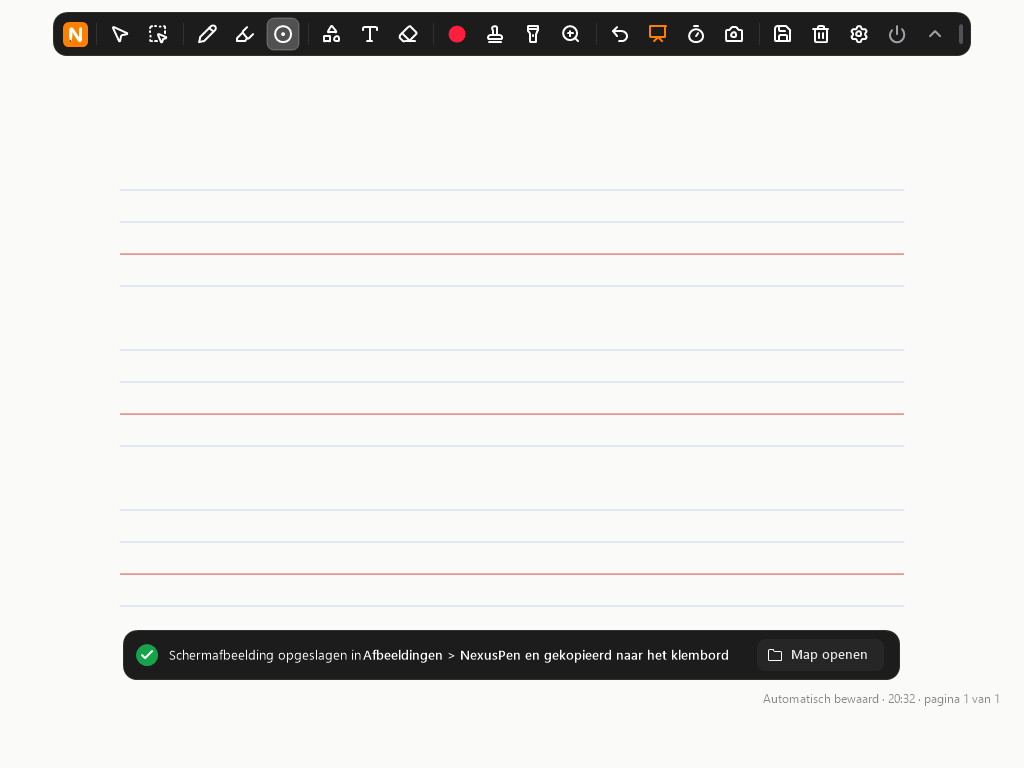 N
Schermafbeelding opgeslagen in Afbeeldingen > NexusPen en gekopieerd naar het klembord
Map openen
Automatisch bewaard · 20:32 · pagina 1 van 1